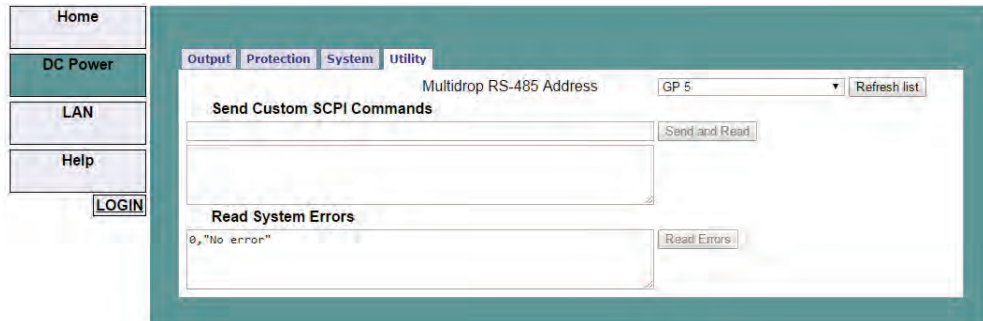 Home
DC Power
LAN
Help
LOGIN
Output Protection System Utility
Multidrop RS-485 Address GP 5 Refresh list
Send Custom SCPI Commands
Send and Read
Read System Errors
0,"No error"
Read Errors